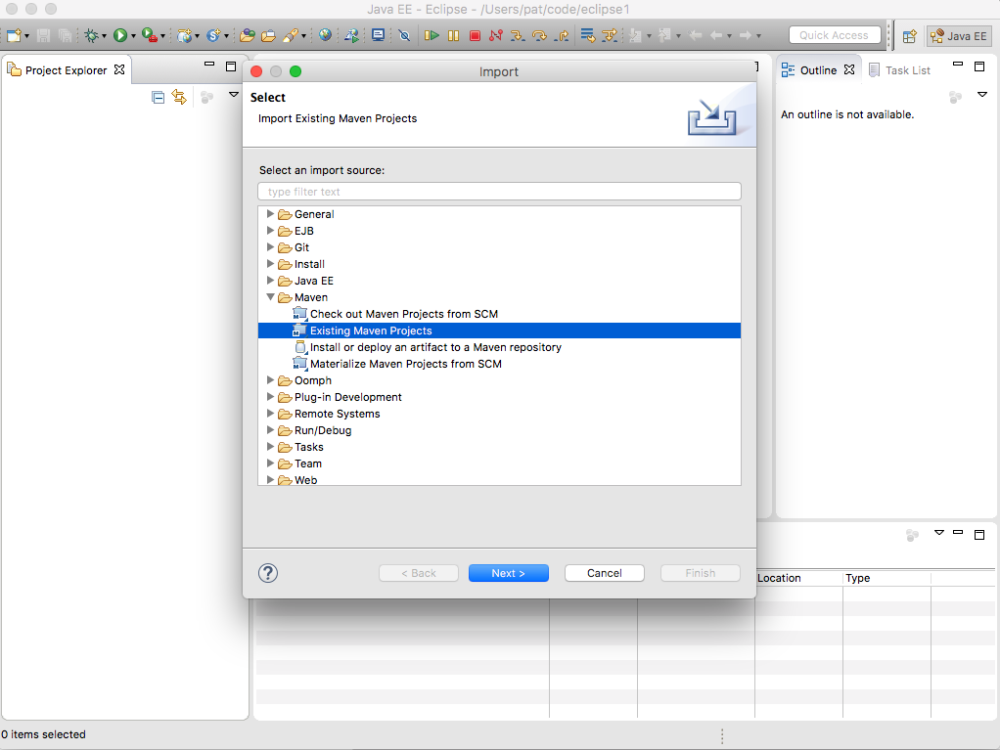 Java EE - Eclipse - /Users/pat/code/eclipse1
Quick Access
Java EE
Project Explorer
Import
Outline
Task List
Select
Import Existing Maven Projects
An outline is not available.
Select an import source:
type filter text
General
EJB
Git
Install
Java EE
Maven
Check out Maven Projects from SCM
Existing Maven Projects
Install or deploy an artifact to a Maven repository
Materialize Maven Projects from SCM
Oomph
Plug-in Development
Remote Systems
Run/Debug
Tasks
Team
Web
< Back
Next >
Cancel
Finish
Location
Type
0 items selected